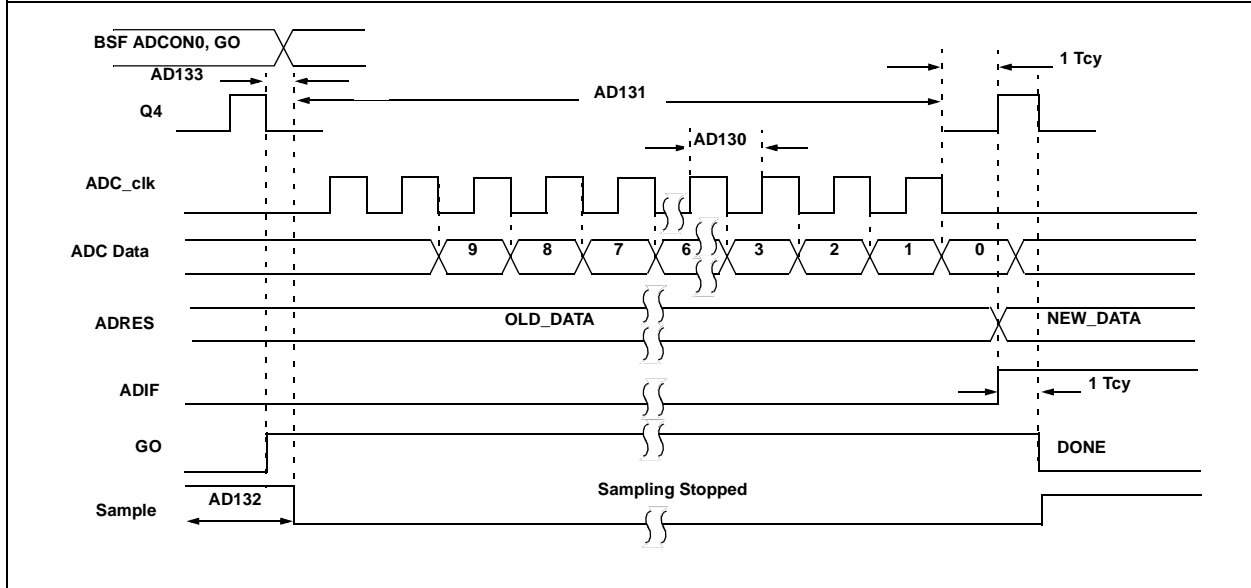 BSF ADCON0, GO
1 Tcy
AD133
AD131
Q4
AD130
ADC_clk
ADC Data
9 8 7 6 3 2 1 0
OLD_DATA
NEW_DATA
ADRES
ADIF
1 Tcy
GO
DONE
AD132
Sampling Stopped
Sample